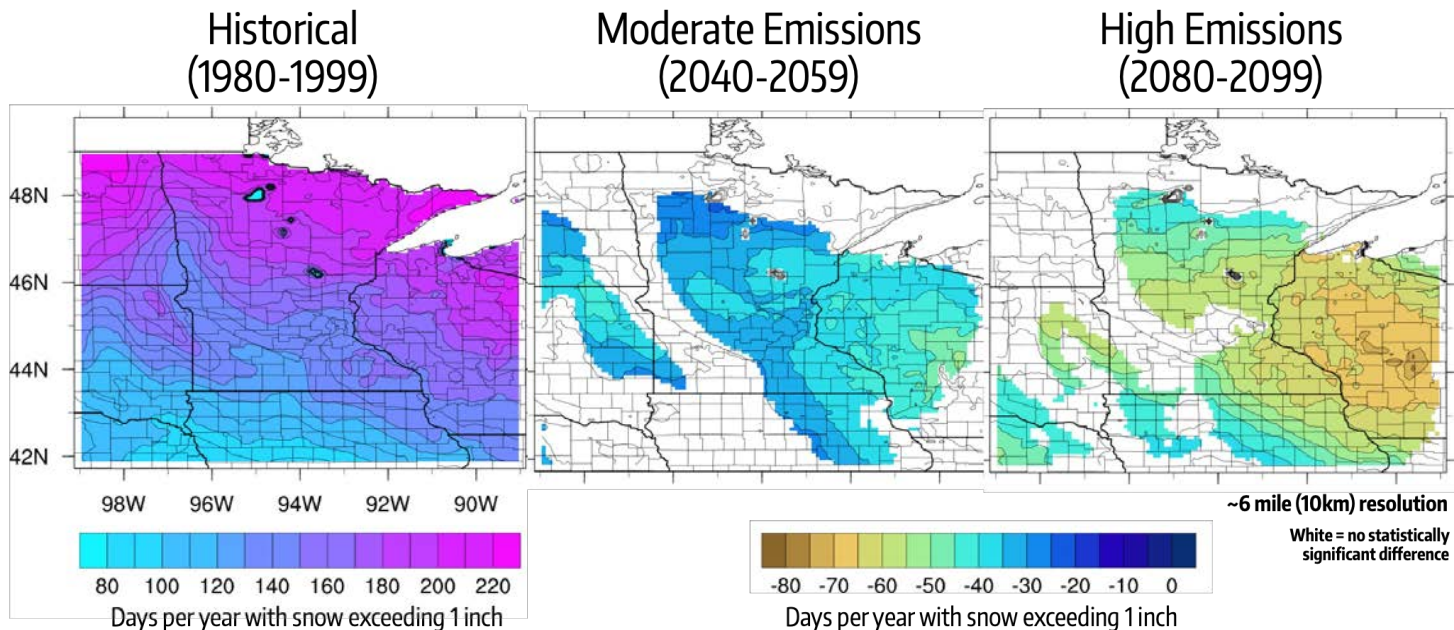 Historical
(1980-1999)
Moderate Emissions
(2040-2059)
High Emissions
(2080-2099)
48N
46N
44N
42N
98W 96W 94W 92W 90W
80 100 120 140 160 180 200 220
Days per year with snow exceeding 1 inch
~6 mile (10km) resolution
White = no statistically
significant difference
-80 -70 -60 -50 -40 -30 -20 -10 0
Days per year with snow exceeding 1 inch